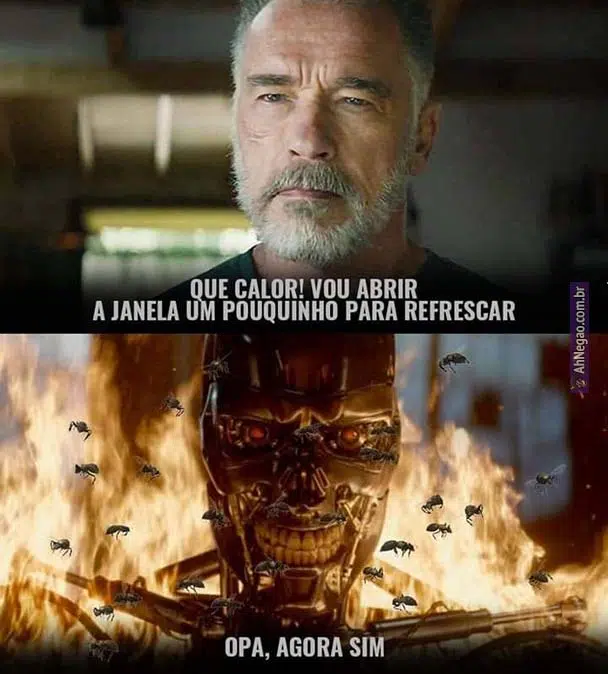 QUE CALOR! VOU ABRIR
A JANELA UM POUQUINHO PARA REFRESCAR
AhNegao.com.br
OPA, AGORA SIM